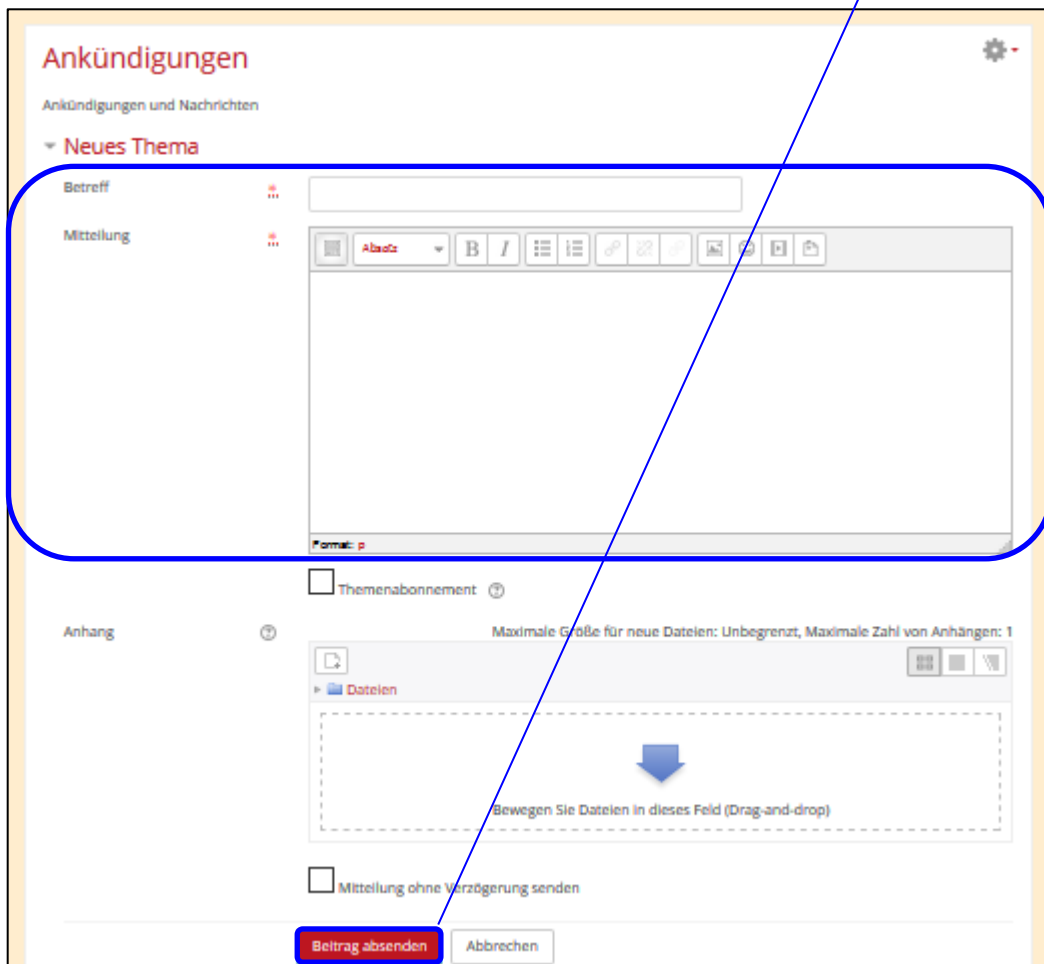 Ankündigungen
Ankündigungen und Nachrichten
Neues Thema
Betreff
Mitteilung
Absatz B I
Format: p
Themenabonnement
Anhang Maximale Größe für neue Dateien: Unbegrenzt, Maximale Zahl von Anhängen: 1
Dateien
Bewegen Sie Dateien in dieses Feld (Drag-and-drop)
Mitteilung ohne Verzögerung senden
Beitrag absenden Abbrechen